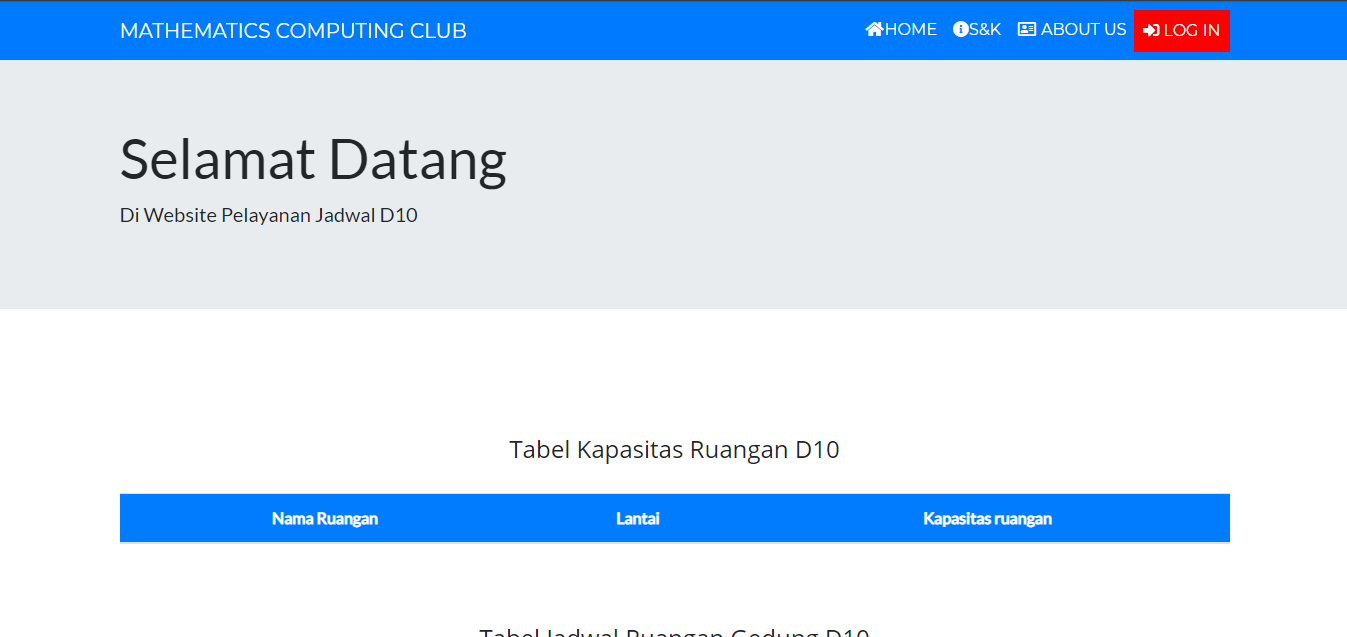 MATHEMATICS COMPUTING CLUB
HOME S&K ABOUT US LOG IN
Selamat Datang
Di Website Pelayanan Jadwal D10
Tabel Kapasitas Ruangan D10
Nama Ruangan Lantai Kapasitas ruangan
Tabel Jadwal Ruangan Gedung D10